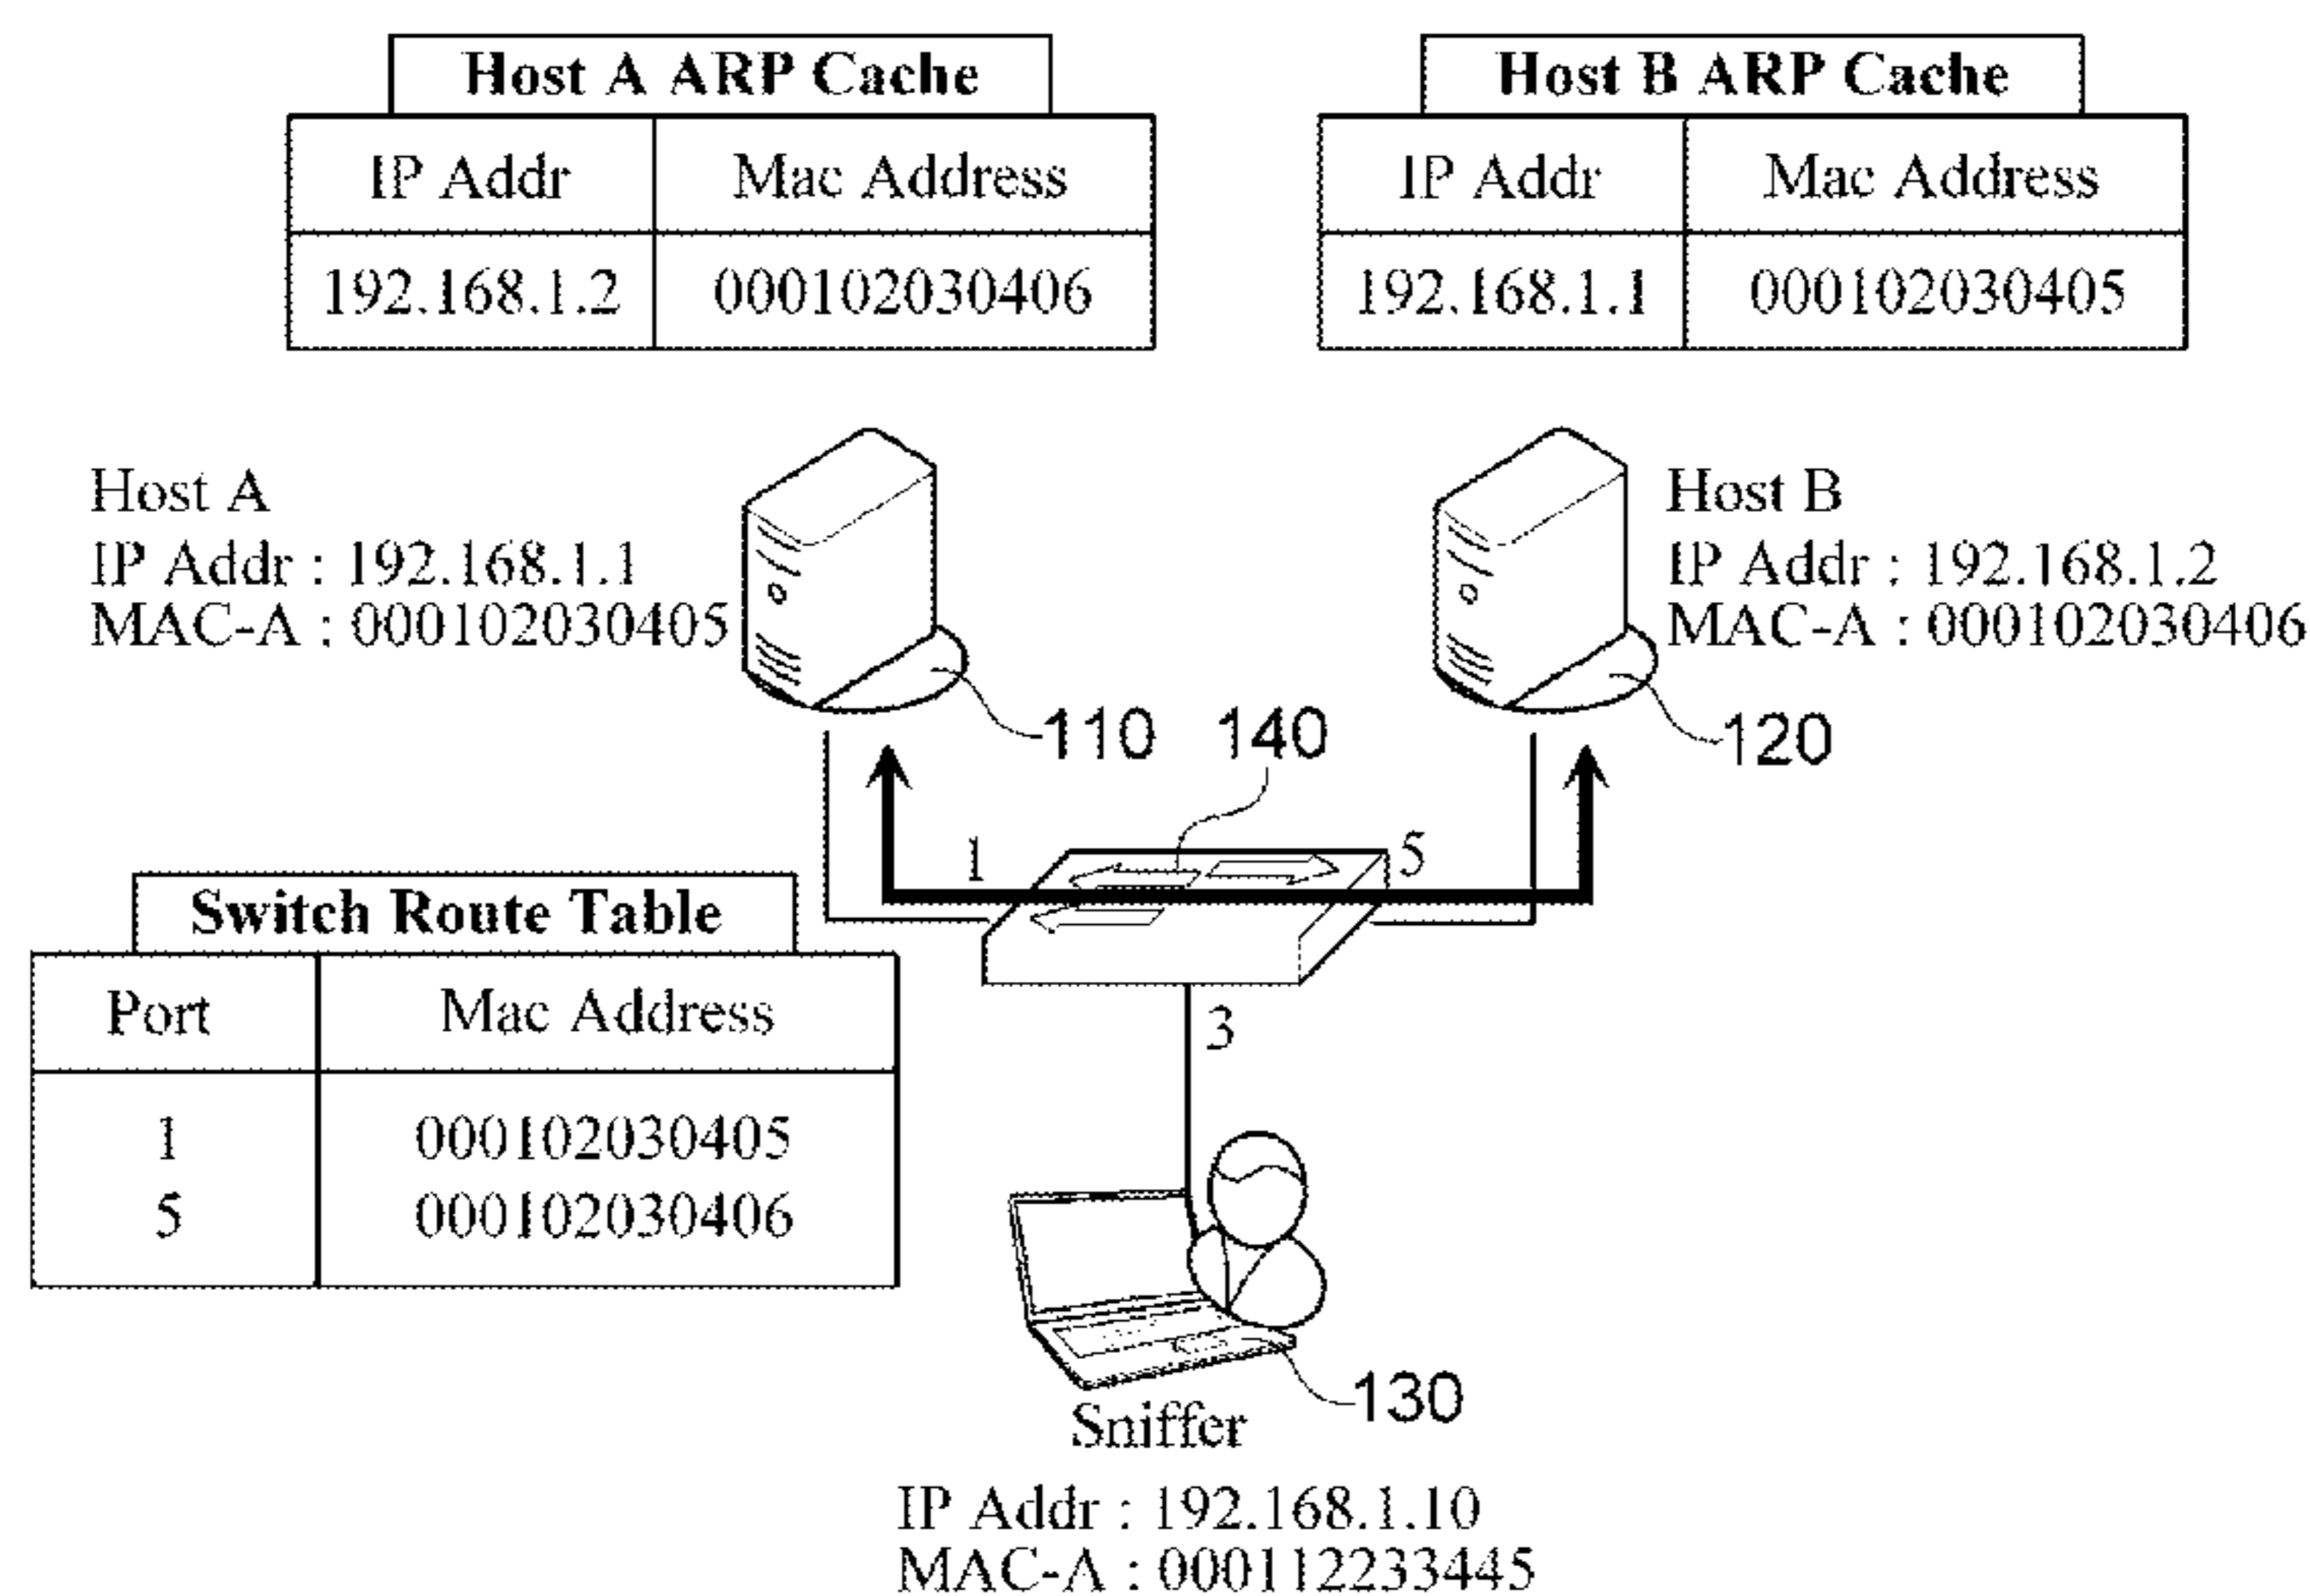 Host A ARP Cache
IP Addr Mac Address
192.168.1.2 000102030406
Host B ARP Cache
IP Addr Mac Address
192.168.1.1 000102030405
Host A
IP Addr : 192.168.1.1
MAC-A : 000102030405
Host B
IP Addr : 192.168.1.2
MAC-A : 000102030406
110
140
120
1
5
3
Switch Route Table
Port Mac Address
1 000102030405
5 000102030406
130
Sniffer
IP Addr : 192.168.1.10
MAC-A : 000112233445